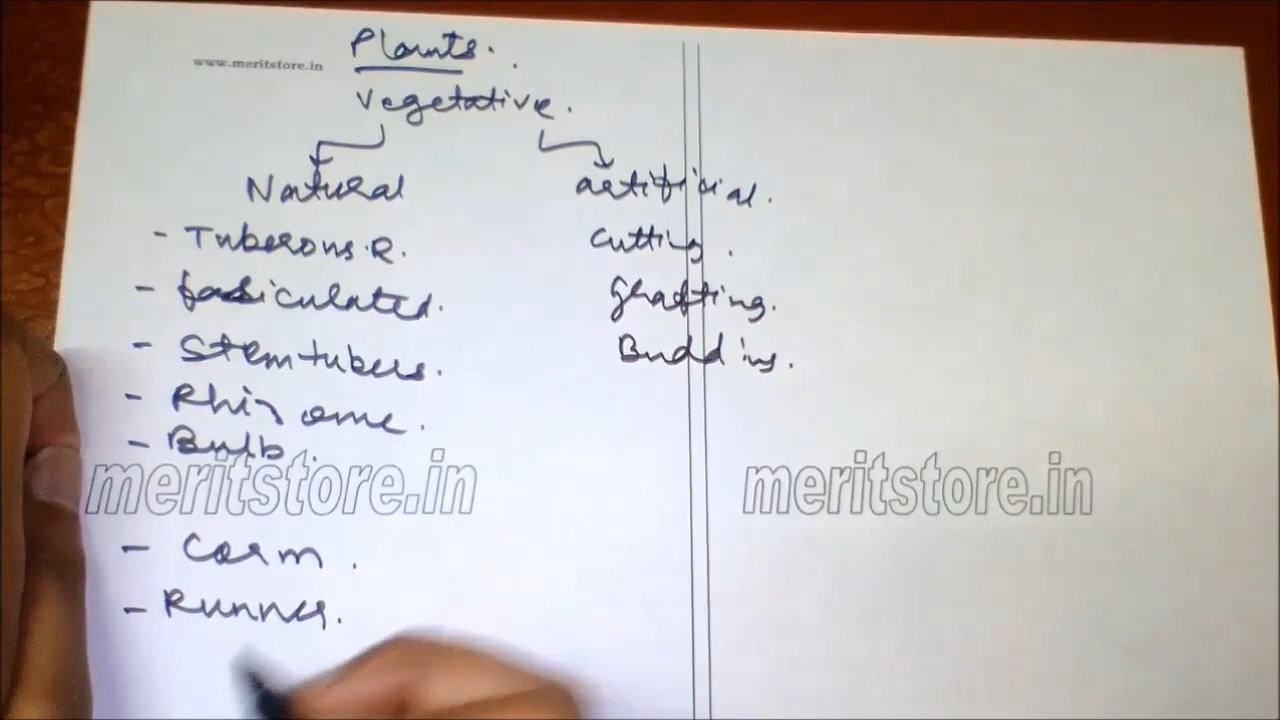 Plants.
www.meritstore.in
Vegetative.
Natural
artificial.
- Tuberous.R.
cutting.
- fasiculated.
grafting.
- Stem tubers.
Budding.
- Rhizome.
- Bulb.
meritstore.in
meritstore.in
- Corm.
- Runner.